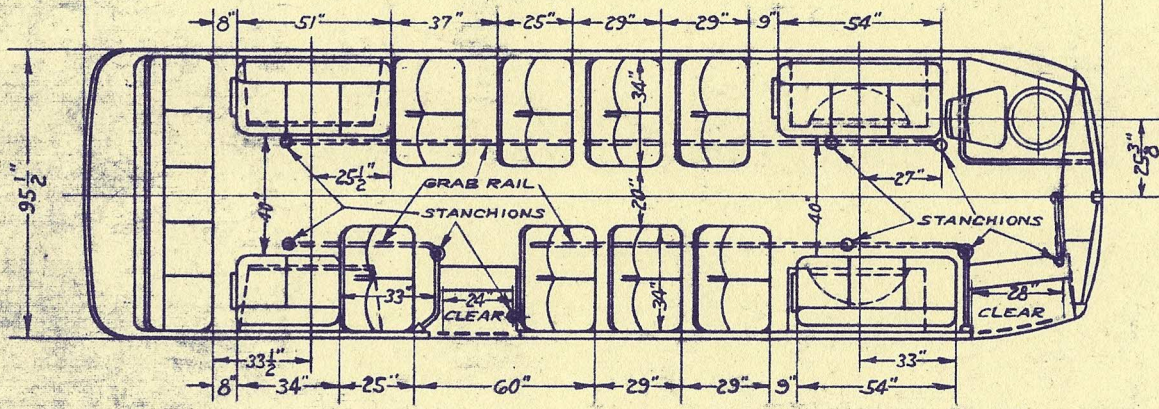 8" 51" 37" 25" 29" 29" 9" 54"
34"
25 3/8"
95 1/2"
25 1/2"
GRAB RAIL
27"
20"
40"
40"
STANCHIONS
STANCHIONS
33"
24"
CLEAR
34"
28"
CLEAR
33 1/2"
33"
8" 34" 25" 60" 29" 29" 9" 54"